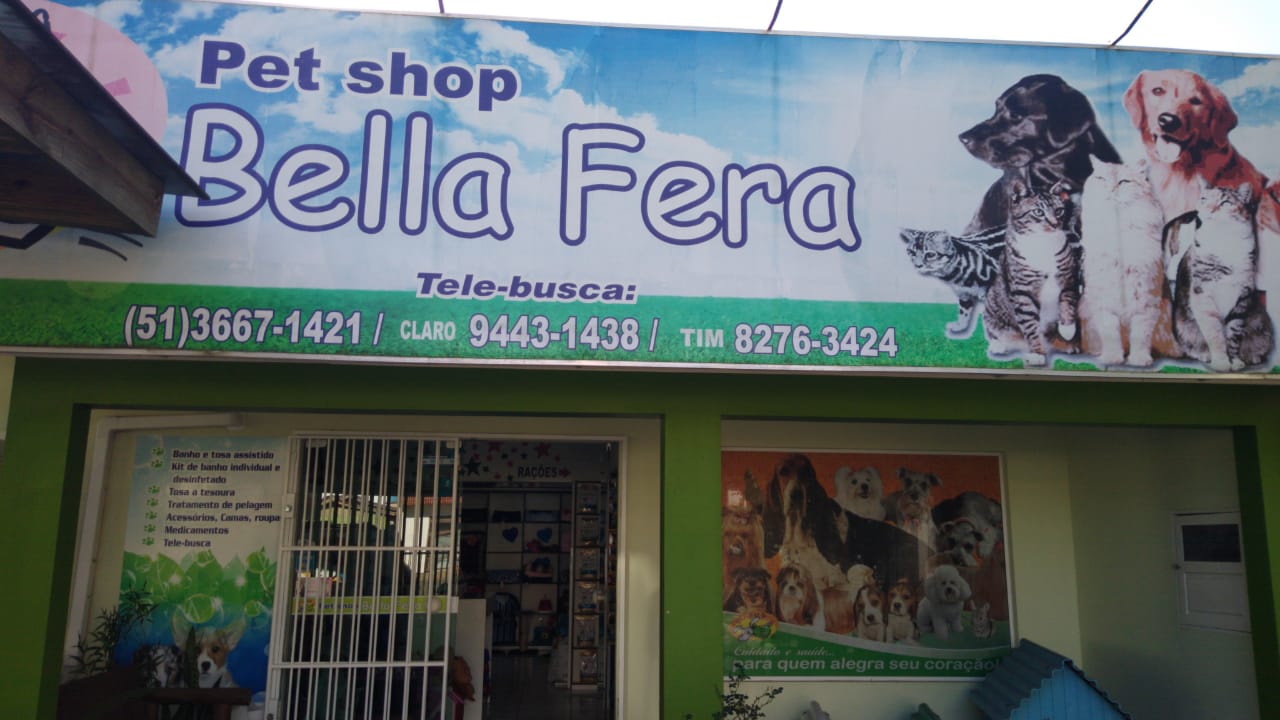 Pet shop
Bella Fera
Tele-busca:
(51)3667-1421 / CLARO 9443-1438 / TIM 8276-3424
Banho e tosa assistido
Kit de banho individual e
desinfetado
Tosa à tesoura
Tratamento de pelagem
Acessórios, Camas, roupa
Medicamentos
Tele-busca
RAÇÕES
Cuidado e saúde...
para quem alegra seu coração!